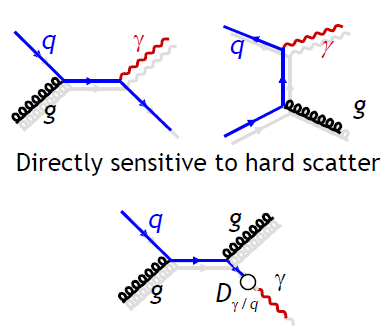 q γ
g
q γ
g
Directly sensitive to hard scatter
q g
g D γ/q γ